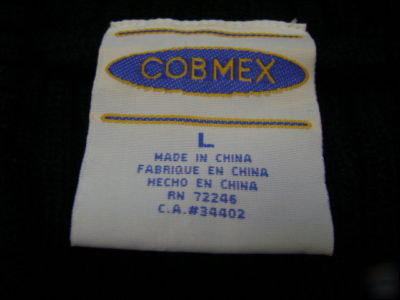 COBMEX
L
MADE IN CHINA
FABRIQUE EN CHINA
HECHO EN CHINA
RN 72246
C.A.#34402